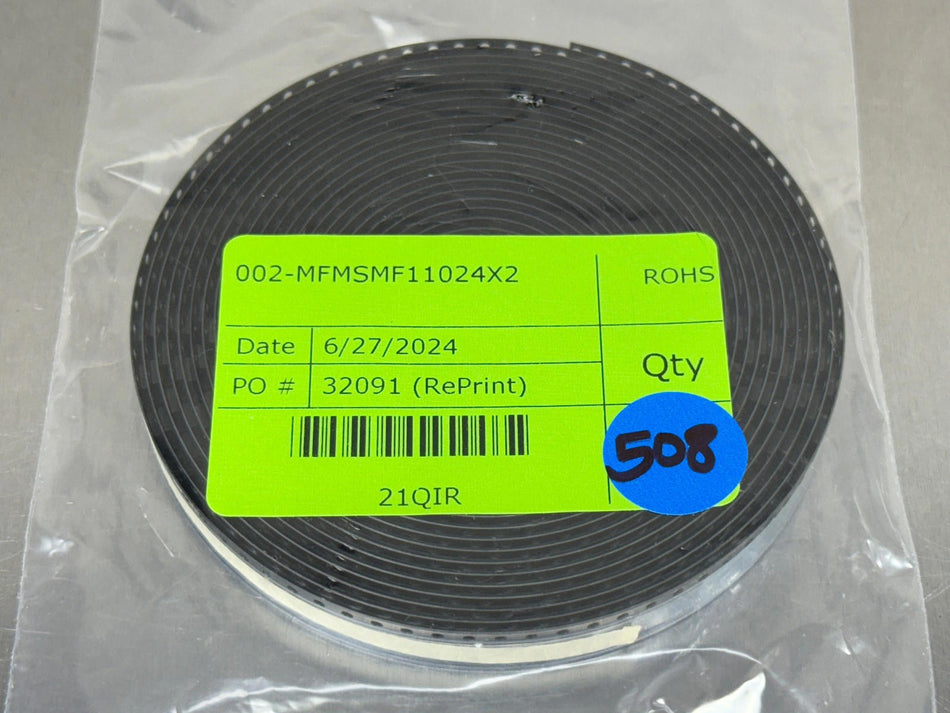 002-MFMSMF11024X2
ROHS
Date 6/27/2024
PO # 32091 (RePrint)
Qty
508
21QIR